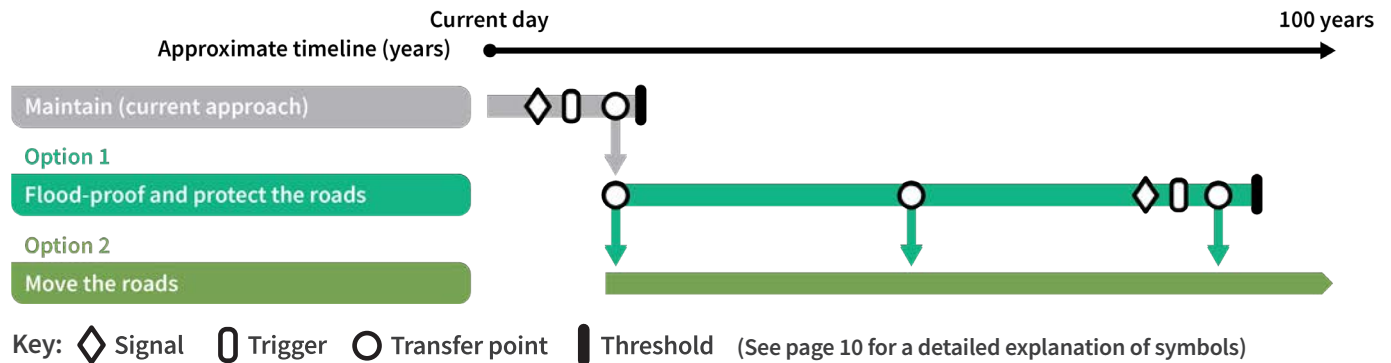 Current day
100 years
Approximate timeline (years)
Maintain (current approach)
Option 1
Flood-proof and protect the roads
Option 2
Move the roads
Key: Signal Trigger Transfer point Threshold (See page 10 for a detailed explanation of symbols)